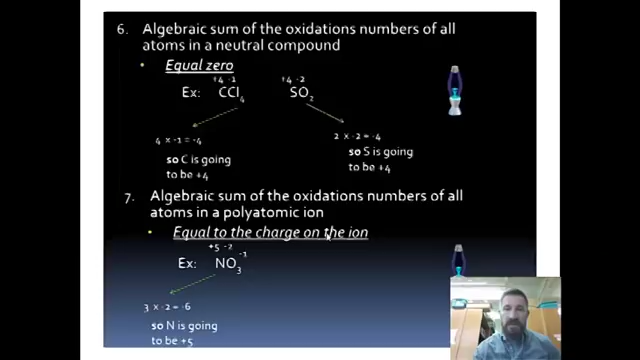 6. Algebraic sum of the oxidations numbers of all
atoms in a neutral compound
• Equal zero
+4 -1 +4 -2
Ex: CCl4 SO2
4 x -1 = -4 2 x -2 = -4
so C is going so S is going
to be +4 to be +4
7. Algebraic sum of the oxidations numbers of all
atoms in a polyatomic ion
• Equal to the charge on the ion
+5 -2
Ex: NO3 -1
3 x -2 = -6
so N is going
to be +5